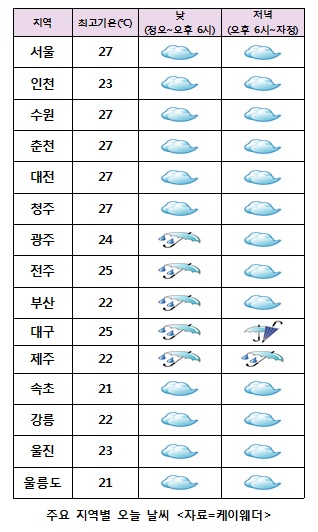 지역 최고기온(℃) 낮 저녁
(정오~오후 6시) (오후 6시~자정)
서울 27
인천 23
수원 27
춘천 27
대전 27
청주 27
광주 24
전주 25
부산 22
대구 25
제주 22
속초 21
강릉 22
울진 23
울릉도 21
주요 지역별 오늘 날씨 <자료=케이웨더>